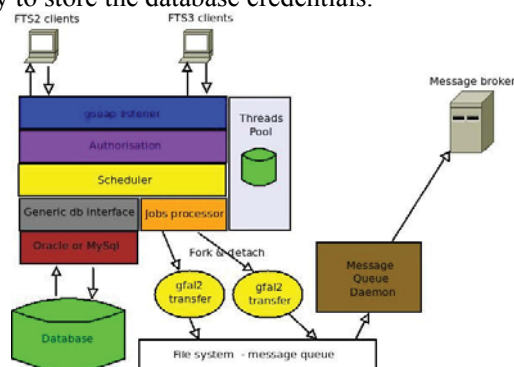 y to store the database credentials.
FTS2 clients
FTS3 clients
Message broker
gsoap listener
Authorisation
Threads
Pool
Scheduler
Generic db interface
Jobs processor
Oracle or MySql
Fork & detach
gfal2
transfer
gfal2
transfer
Message
Queue
Daemon
Database
File system - message queue